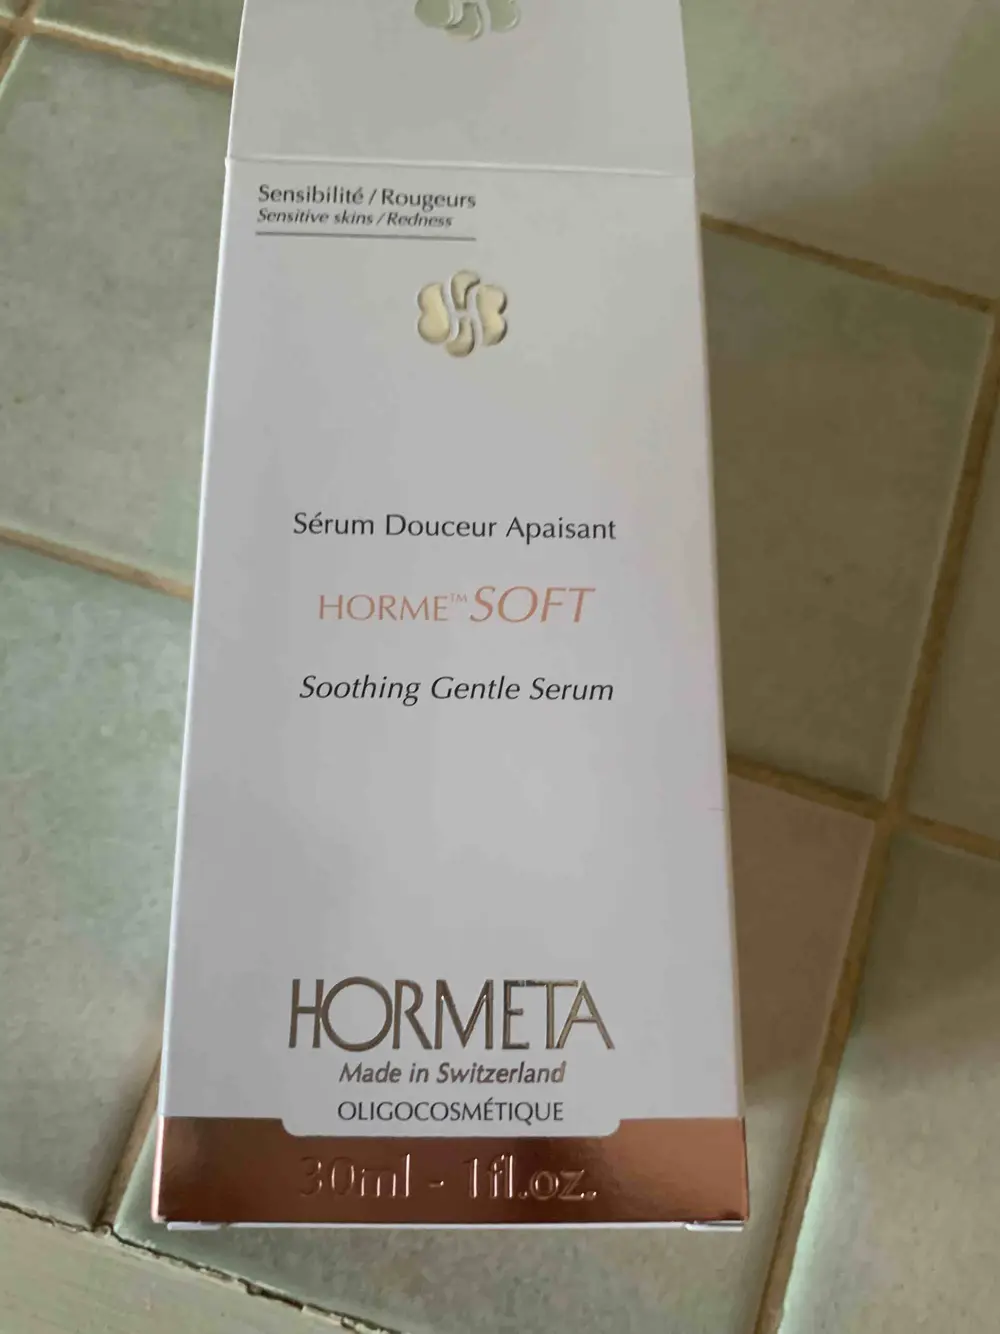 Sensibilité / Rougeurs
Sensitive skins / Redness
Sérum Douceur Apaisant
HORME™ SOFT
Soothing Gentle Serum
HORMETA
Made in Switzerland
OLIGOCOSMÉTIQUE
30ml - 1fl.oz.